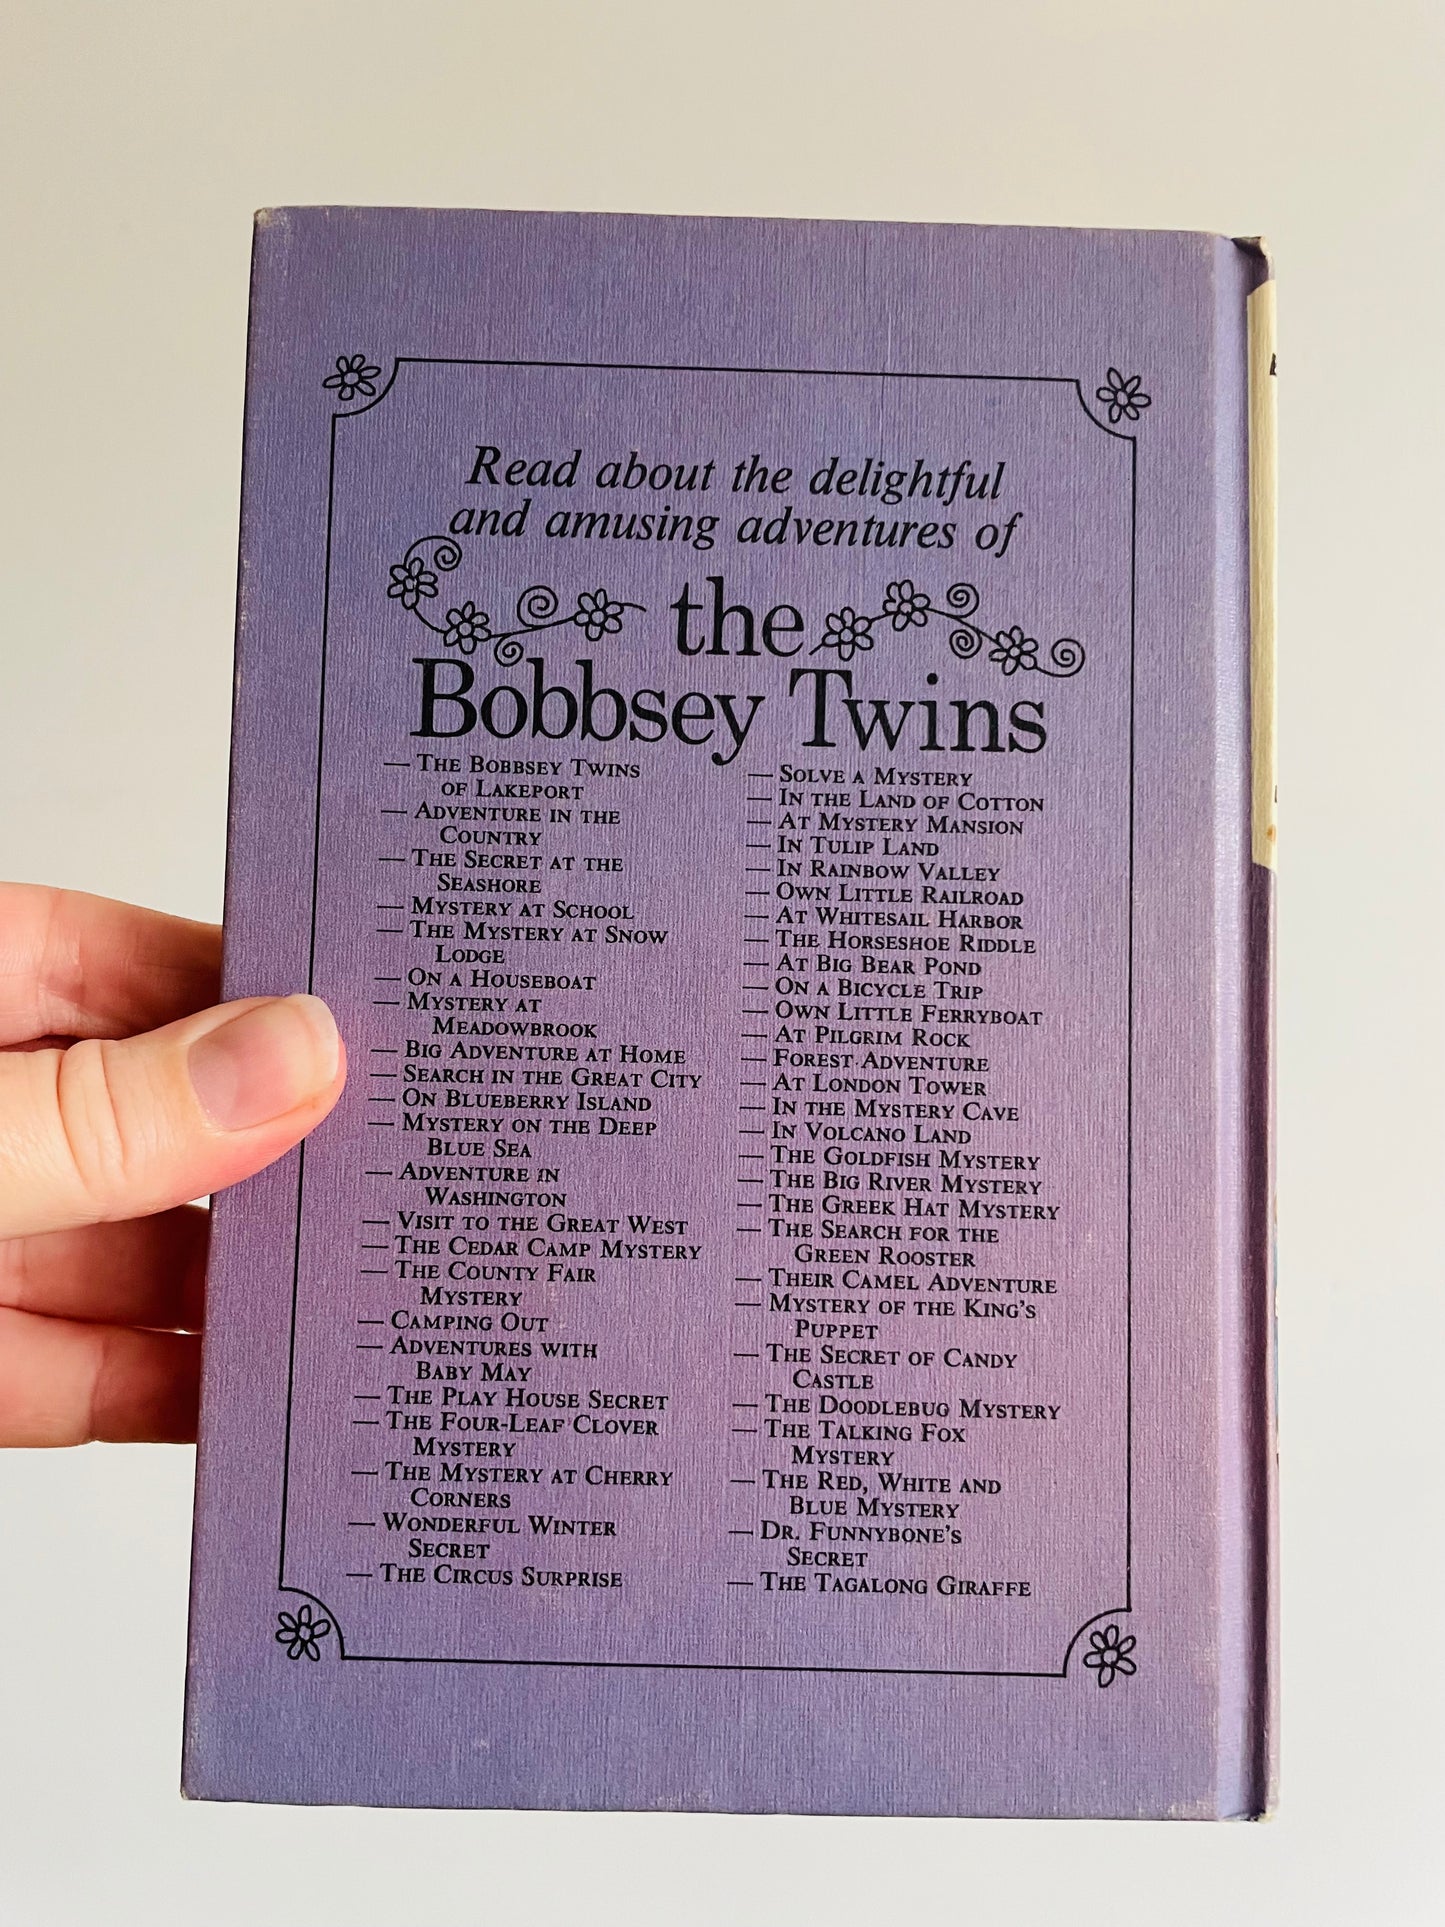 Read about the delightful
and amusing adventures of
the
Bobbsey Twins
— THE BOBBSEY TWINS
OF LAKEPORT
— ADVENTURE IN THE
COUNTRY
— THE SECRET AT THE
SEASHORE
— MYSTERY AT SCHOOL
— THE MYSTERY AT SNOW
LODGE
— ON A HOUSEBOAT
— MYSTERY AT
MEADOWBROOK
— BIG ADVENTURE AT HOME
— SEARCH IN THE GREAT CITY
— ON BLUEBERRY ISLAND
— MYSTERY ON THE DEEP
BLUE SEA
— ADVENTURE IN
WASHINGTON
— VISIT TO THE GREAT WEST
— THE CEDAR CAMP MYSTERY
— THE COUNTY FAIR
MYSTERY
— CAMPING OUT
— ADVENTURES WITH
BABY MAY
— THE PLAY HOUSE SECRET
— THE FOUR-LEAF CLOVER
MYSTERY
— THE MYSTERY AT CHERRY
CORNERS
— WONDERFUL WINTER
SECRET
— THE CIRCUS SURPRISE
— SOLVE A MYSTERY
— IN THE LAND OF COTTON
— AT MYSTERY MANSION
— IN TULIP LAND
— IN RAINBOW VALLEY
— OWN LITTLE RAILROAD
— AT WHITESAIL HARBOR
— THE HORSESHOE RIDDLE
— AT BIG BEAR POND
— ON A BICYCLE TRIP
— OWN LITTLE FERRYBOAT
— AT PILGRIM ROCK
— FOREST ADVENTURE
— AT LONDON TOWER
— IN THE MYSTERY CAVE
— IN VOLCANO LAND
— THE GOLDFISH MYSTERY
— THE BIG RIVER MYSTERY
— THE GREEK HAT MYSTERY
— THE SEARCH FOR THE
GREEN ROOSTER
— THEIR CAMEL ADVENTURE
— MYSTERY OF THE KING'S
PUPPET
— THE SECRET OF CANDY
CASTLE
— THE DOODLEBUG MYSTERY
— THE TALKING FOX
MYSTERY
— THE RED, WHITE AND
BLUE MYSTERY
— DR. FUNNYBONE'S
SECRET
— THE TAGALONG GIRAFFE